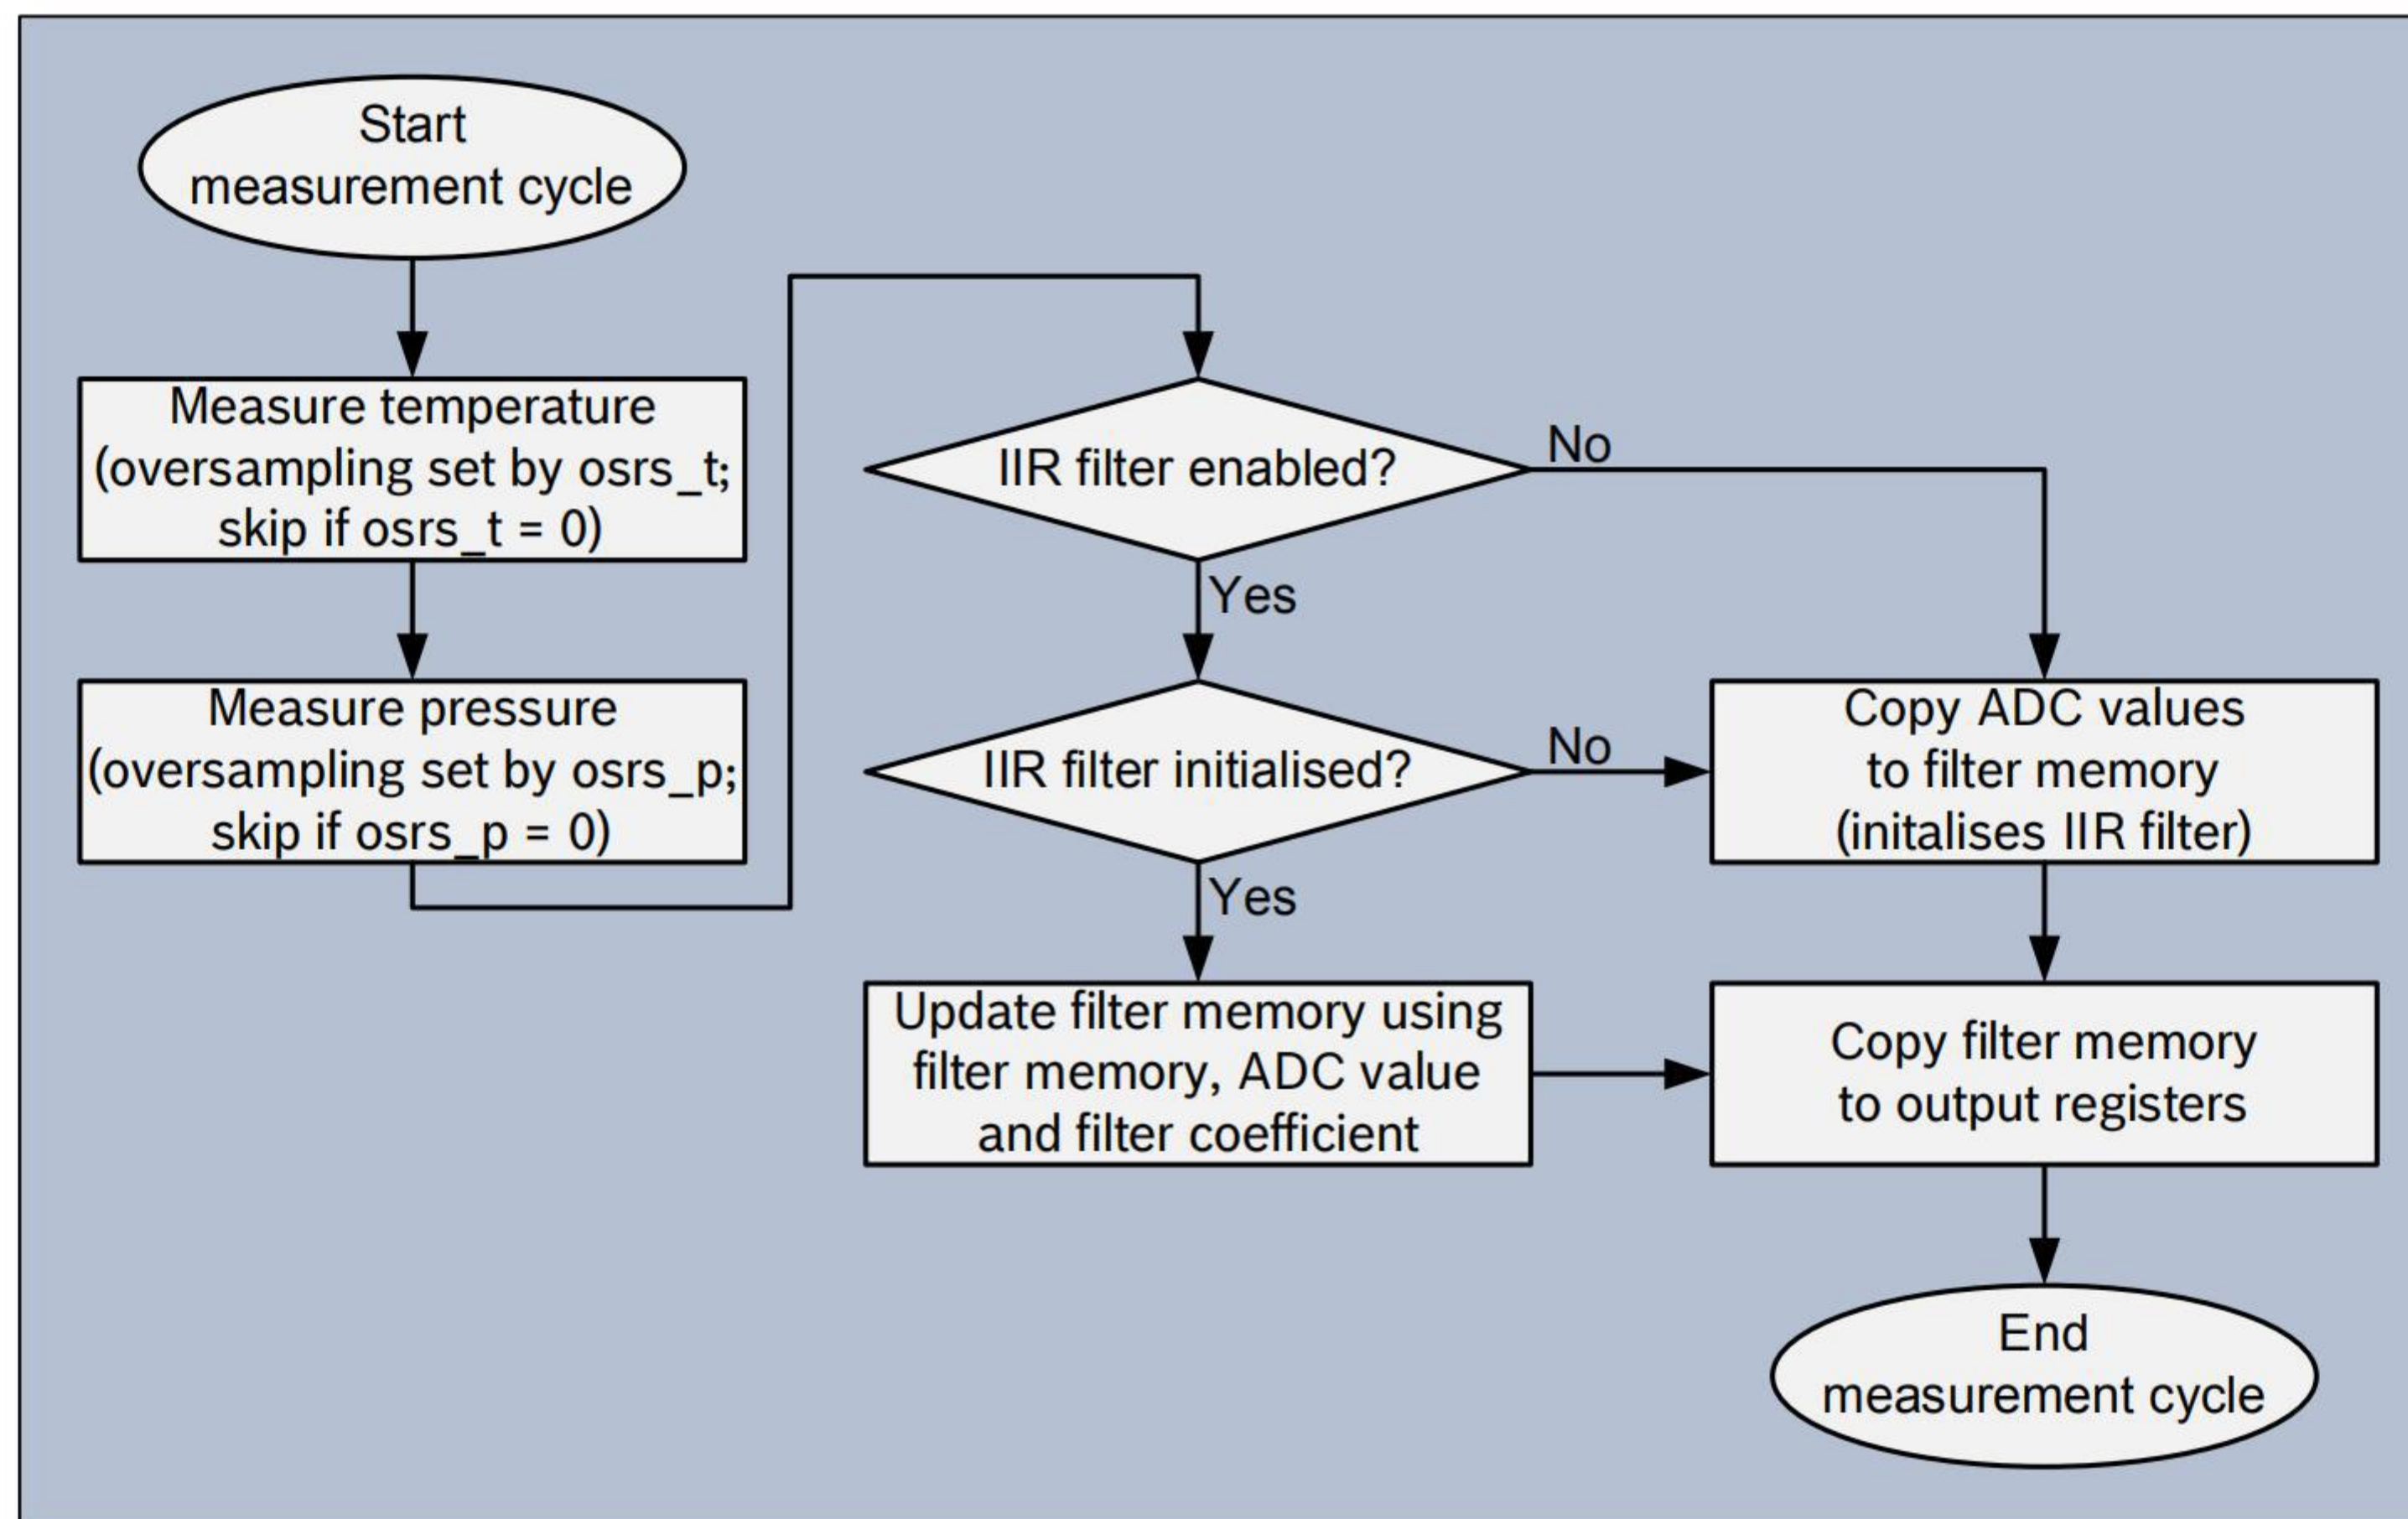 Start
measurement cycle
Measure temperature
(oversampling set by osrs_t;
skip if osrs_t = 0)
Measure pressure
(oversampling set by osrs_p;
skip if osrs_p = 0)
IIR filter enabled?
No
Yes
IIR filter initialised?
No
Yes
Copy ADC values
to filter memory
(initalises IIR filter)
Update filter memory using
filter memory, ADC value
and filter coefficient
Copy filter memory
to output registers
End
measurement cycle